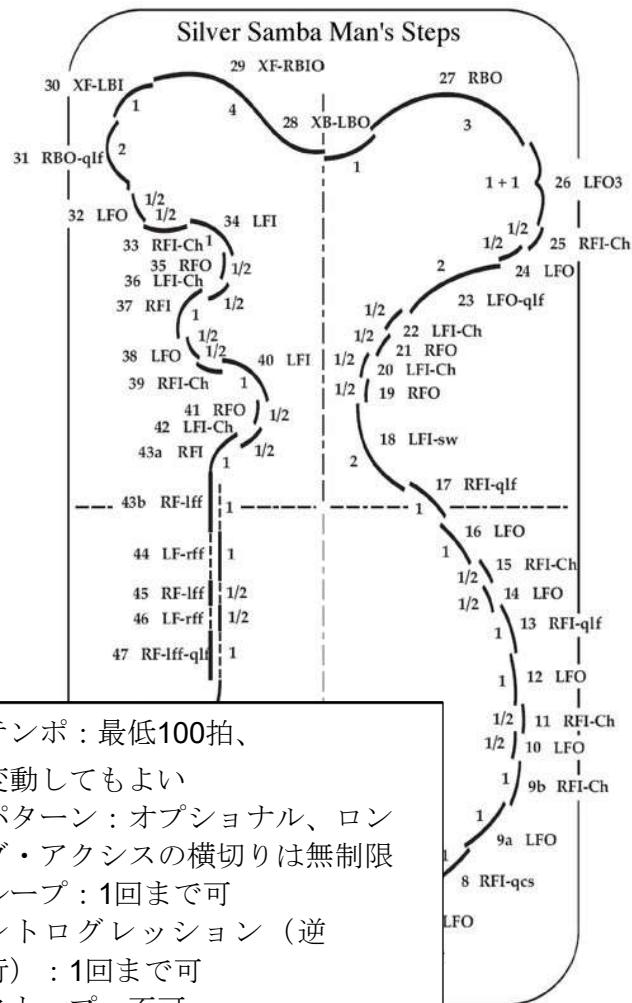 Silver Samba Man's Steps
29 XF-RBIO
30 XF-LBI
27 RBO
1
4
3
28 XB-LBO
1
31 RBO-qlf
2
1 + 1
26 LFO3
1/2
32 LFO
1/2
34 LFI
1/2
33 RFI-Ch
1
1/2
25 RFI-Ch
35 RFO
1/2
2
24 LFO
36 LFI-Ch
23 LFO-qlf
37 RFI
1
1/2
1/2
22 LFI-Ch
1/2
1/2
21 RFO
38 LFO
1/2
40 LFI
1/2
20 LFI-Ch
39 RFI-Ch
1
1/2
19 RFO
41 RFO
1/2
42 LFI-Ch
18 LFI-sw
43a RFI
1
1/2
2
17 RFI-qlf
43b RF-lff
1
1
16 LFO
44 LF-rff
1
1
15 RFI-Ch
1/2
45 RF-lff
1/2
14 LFO
1/2
46 LF-rff
1/2
13 RFI-qlf
1
47 RF-lff-qlf
1
12 LFO
1
1/2
11 RFI-Ch
1/2
10 LFO
1
9b RFI-Ch
1
9a LFO
1
8 RFI-qcs
LFO
テンポ：最低100拍、
変動してもよい
パターン：オプショナル、ロン
グ・アクシスの横切りは無制限
ループ：1回まで可
ントログレッション（逆
行）：1回まで可